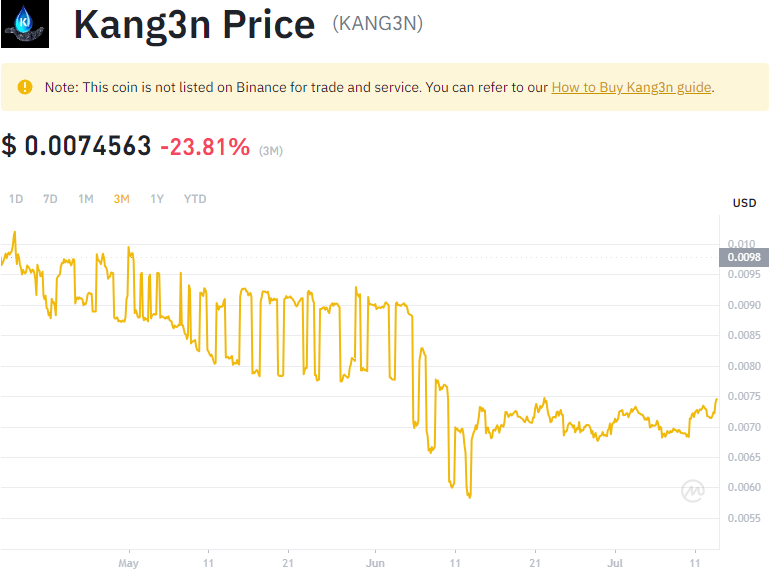 Kang3n Price (KANG3N)
Note: This coin is not listed on Binance for trade and service. You can refer to our How to Buy Kang3n guide.
$ 0.0074563 -23.81% (3M)
1D 7D 1M 3M 1Y YTD
USD
0.010
0.0098
0.0095
0.0090
0.0085
0.0080
0.0075
0.0070
0.0065
0.0060
0.0055
May 11 21 Jun 11 21 Jul 11